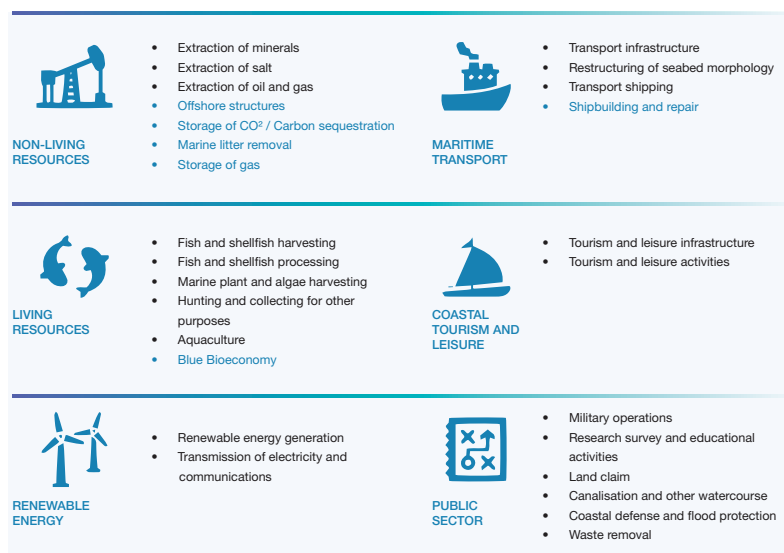 • Extraction of minerals
• Extraction of salt
• Extraction of oil and gas
• Offshore structures
• Storage of CO² / Carbon sequestration
• Marine litter removal
• Storage of gas
NON-LIVING
RESOURCES
• Transport infrastructure
• Restructuring of seabed morphology
• Transport shipping
• Shipbuilding and repair
MARITIME
TRANSPORT
• Fish and shellfish harvesting
• Fish and shellfish processing
• Marine plant and algae harvesting
• Hunting and collecting for other
purposes
• Aquaculture
• Blue Bioeconomy
LIVING
RESOURCES
• Tourism and leisure infrastructure
• Tourism and leisure activities
COASTAL
TOURISM AND
LEISURE
• Renewable energy generation
• Transmission of electricity and
communications
RENEWABLE
ENERGY
• Military operations
• Research survey and educational
activities
• Land claim
• Canalisation and other watercourse
• Coastal defense and flood protection
• Waste removal
PUBLIC
SECTOR